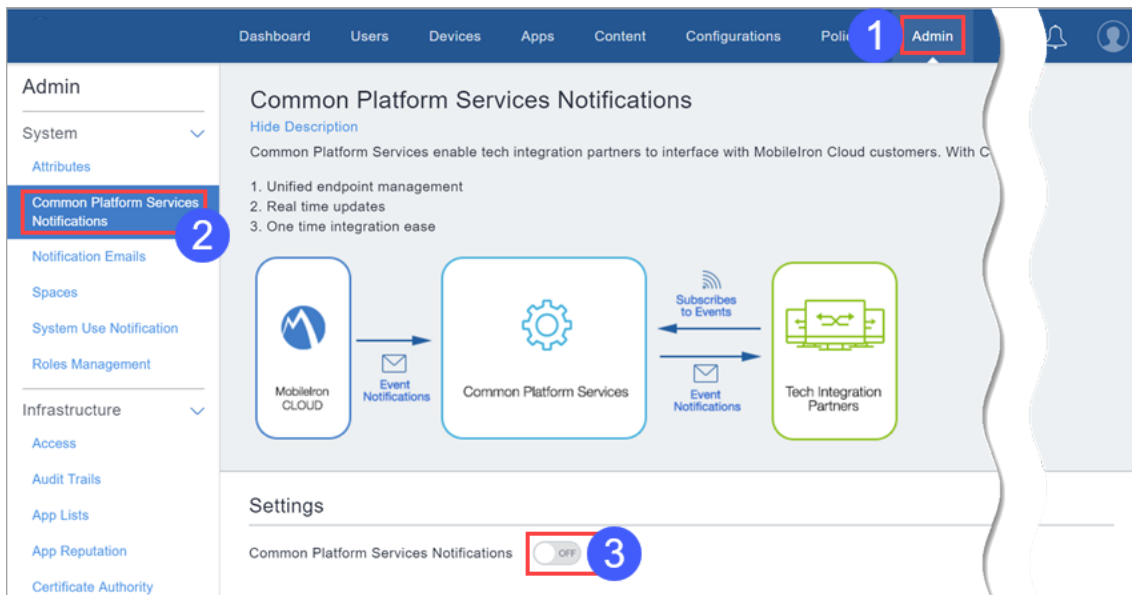 Dashboard Users Devices Apps Content Configurations Poli 1 Admin
Admin
System
Attributes
Common Platform Services
Notifications
2
Notification Emails
Spaces
System Use Notification
Roles Management
Infrastructure
Access
Audit Trails
App Lists
App Reputation
Certificate Authority
Common Platform Services Notifications
Hide Description
Common Platform Services enable tech integration partners to interface with MobileIron Cloud customers. With C
1. Unified endpoint management
2. Real time updates
3. One time integration ease
MobileIron
CLOUD
Event
Notifications
Common Platform Services
Subscribes
to Events
Event
Notifications
Tech Integration
Partners
Settings
Common Platform Services Notifications OFF 3